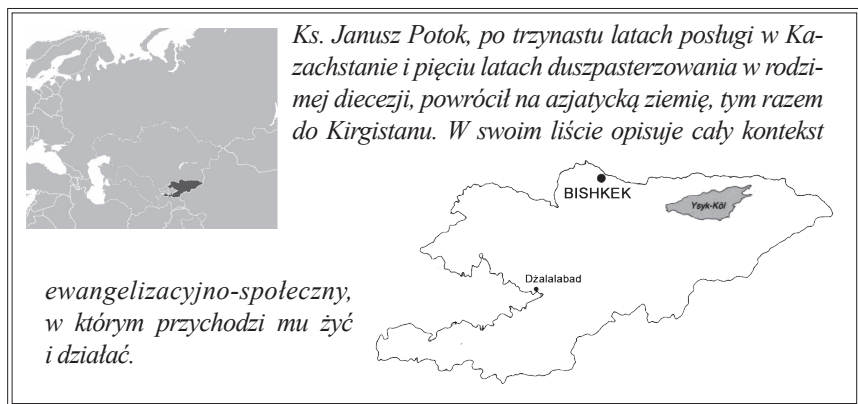 Ks. Janusz Potok, po trzynastu latach posługi w Ka-
zachstanie i pięciu latach duszpasterzowania w rodzi-
mej diecezji, powrócił na azjatycką ziemię, tym razem
do Kirgistanu. W swoim liście opisuje cały kontekst
BISHKEK
Ysyk-Köl
Dżalalabad
ewangelizacyjno-społeczny,
w którym przychodzi mu żyć
i działać.